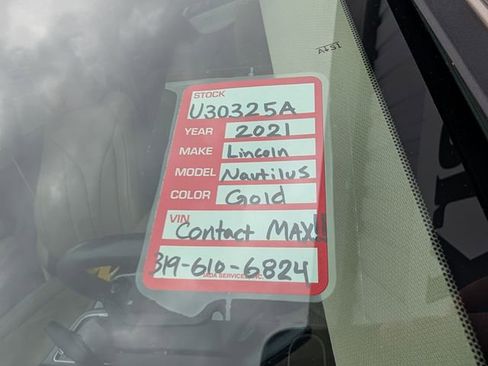 STOCK
U30325A
YEAR 2021
MAKE Lincoln
MODEL Nautilus
COLOR Gold
VIN
Contact MAX!!
319-610-6824